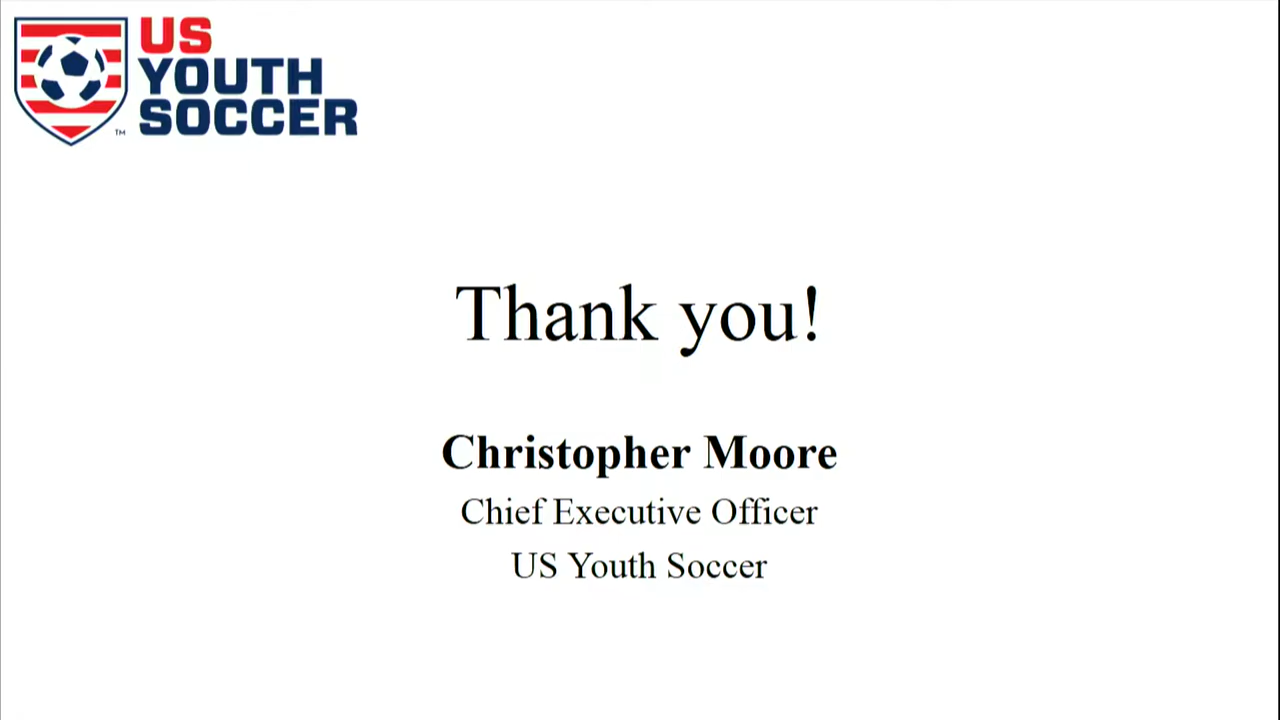 US
YOUTH
SOCCER
TM
Thank you!
Christopher Moore
Chief Executive Officer
US Youth Soccer